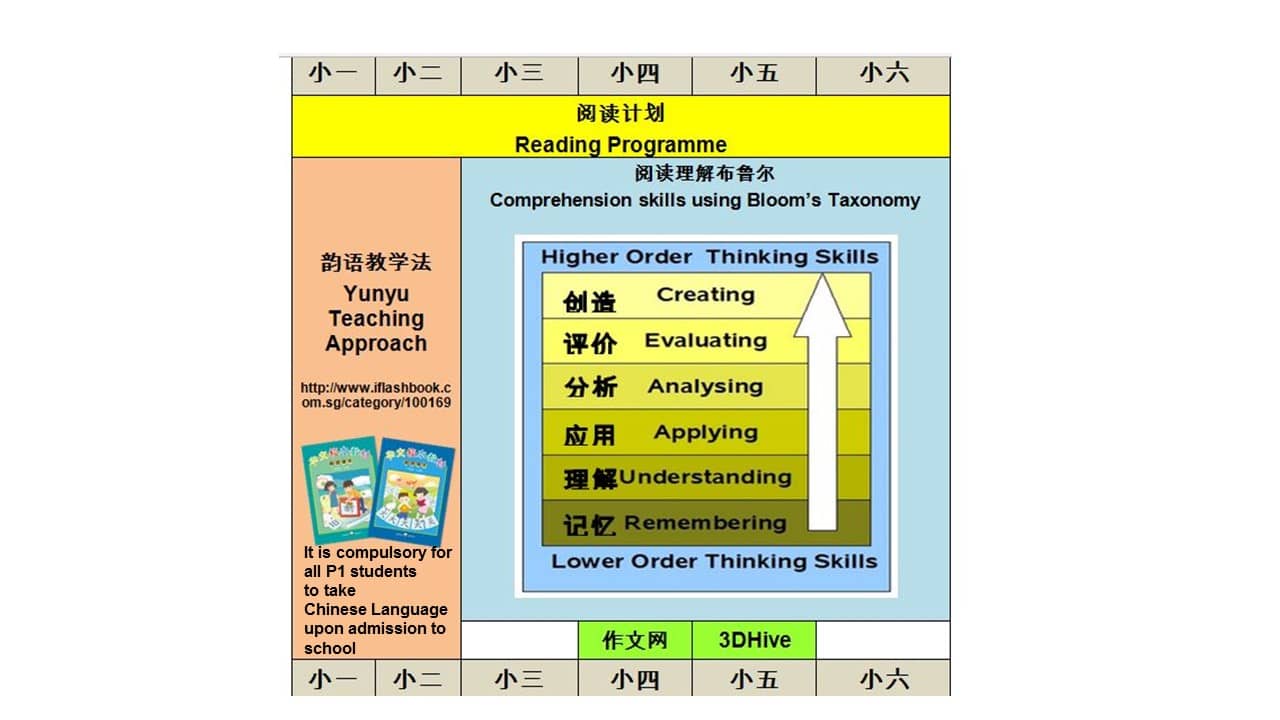 小一 小二 小三 小四 小五 小六
阅读计划
Reading Programme
韵语教学法
Yunyu
Teaching
Approach
http://www.iflashbook.c
om.sg/category/100169
It is compulsory for
all P1 students
to take
Chinese Language
upon admission to
school
阅读理解布鲁尔
Comprehension skills using Bloom's Taxonomy
Higher Order Thinking Skills
创造 Creating
评价 Evaluating
分析 Analysing
应用 Applying
理解 Understanding
记忆 Remembering
Lower Order Thinking Skills
作文网 3DHive
小一 小二 小三 小四 小五 小六